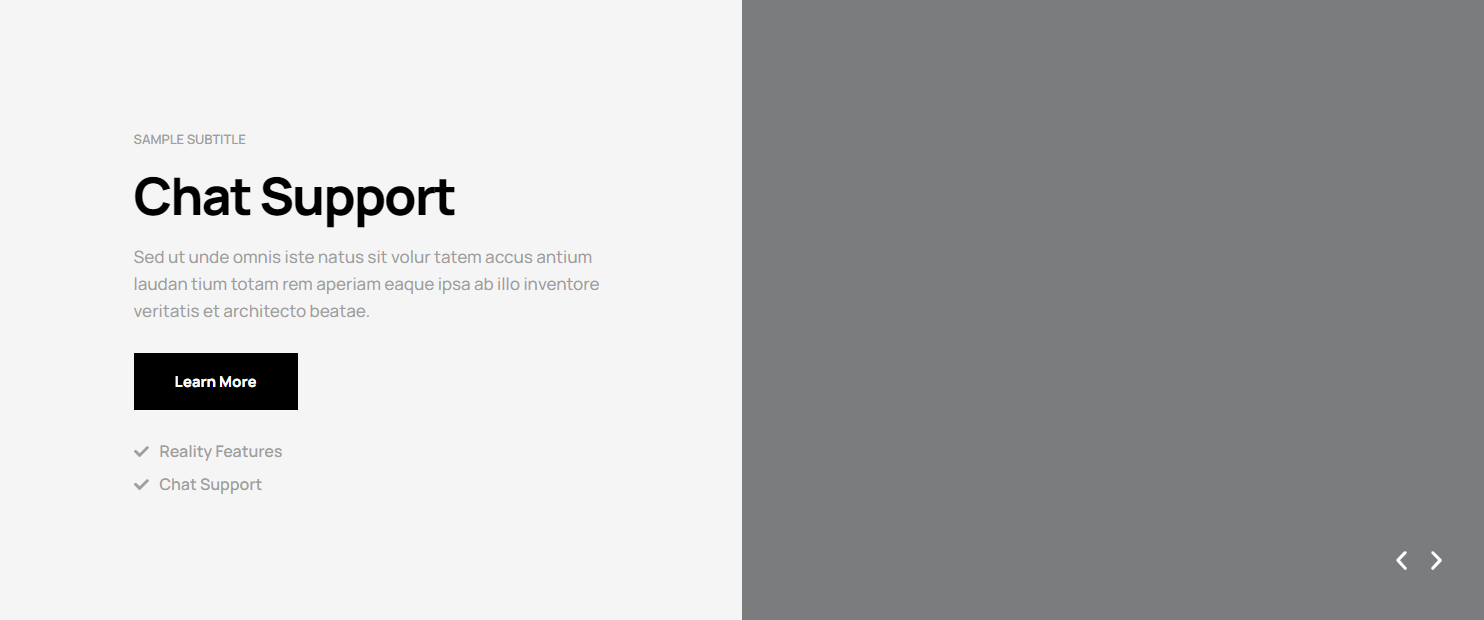 SAMPLE SUBTITLE
Chat Support
Sed ut unde omnis iste natus sit volur tatem accus antium
laudan tium totam rem aperiam eaque ipsa ab illo inventore
veritatis et architecto beatae.
Learn More
Reality Features
Chat Support